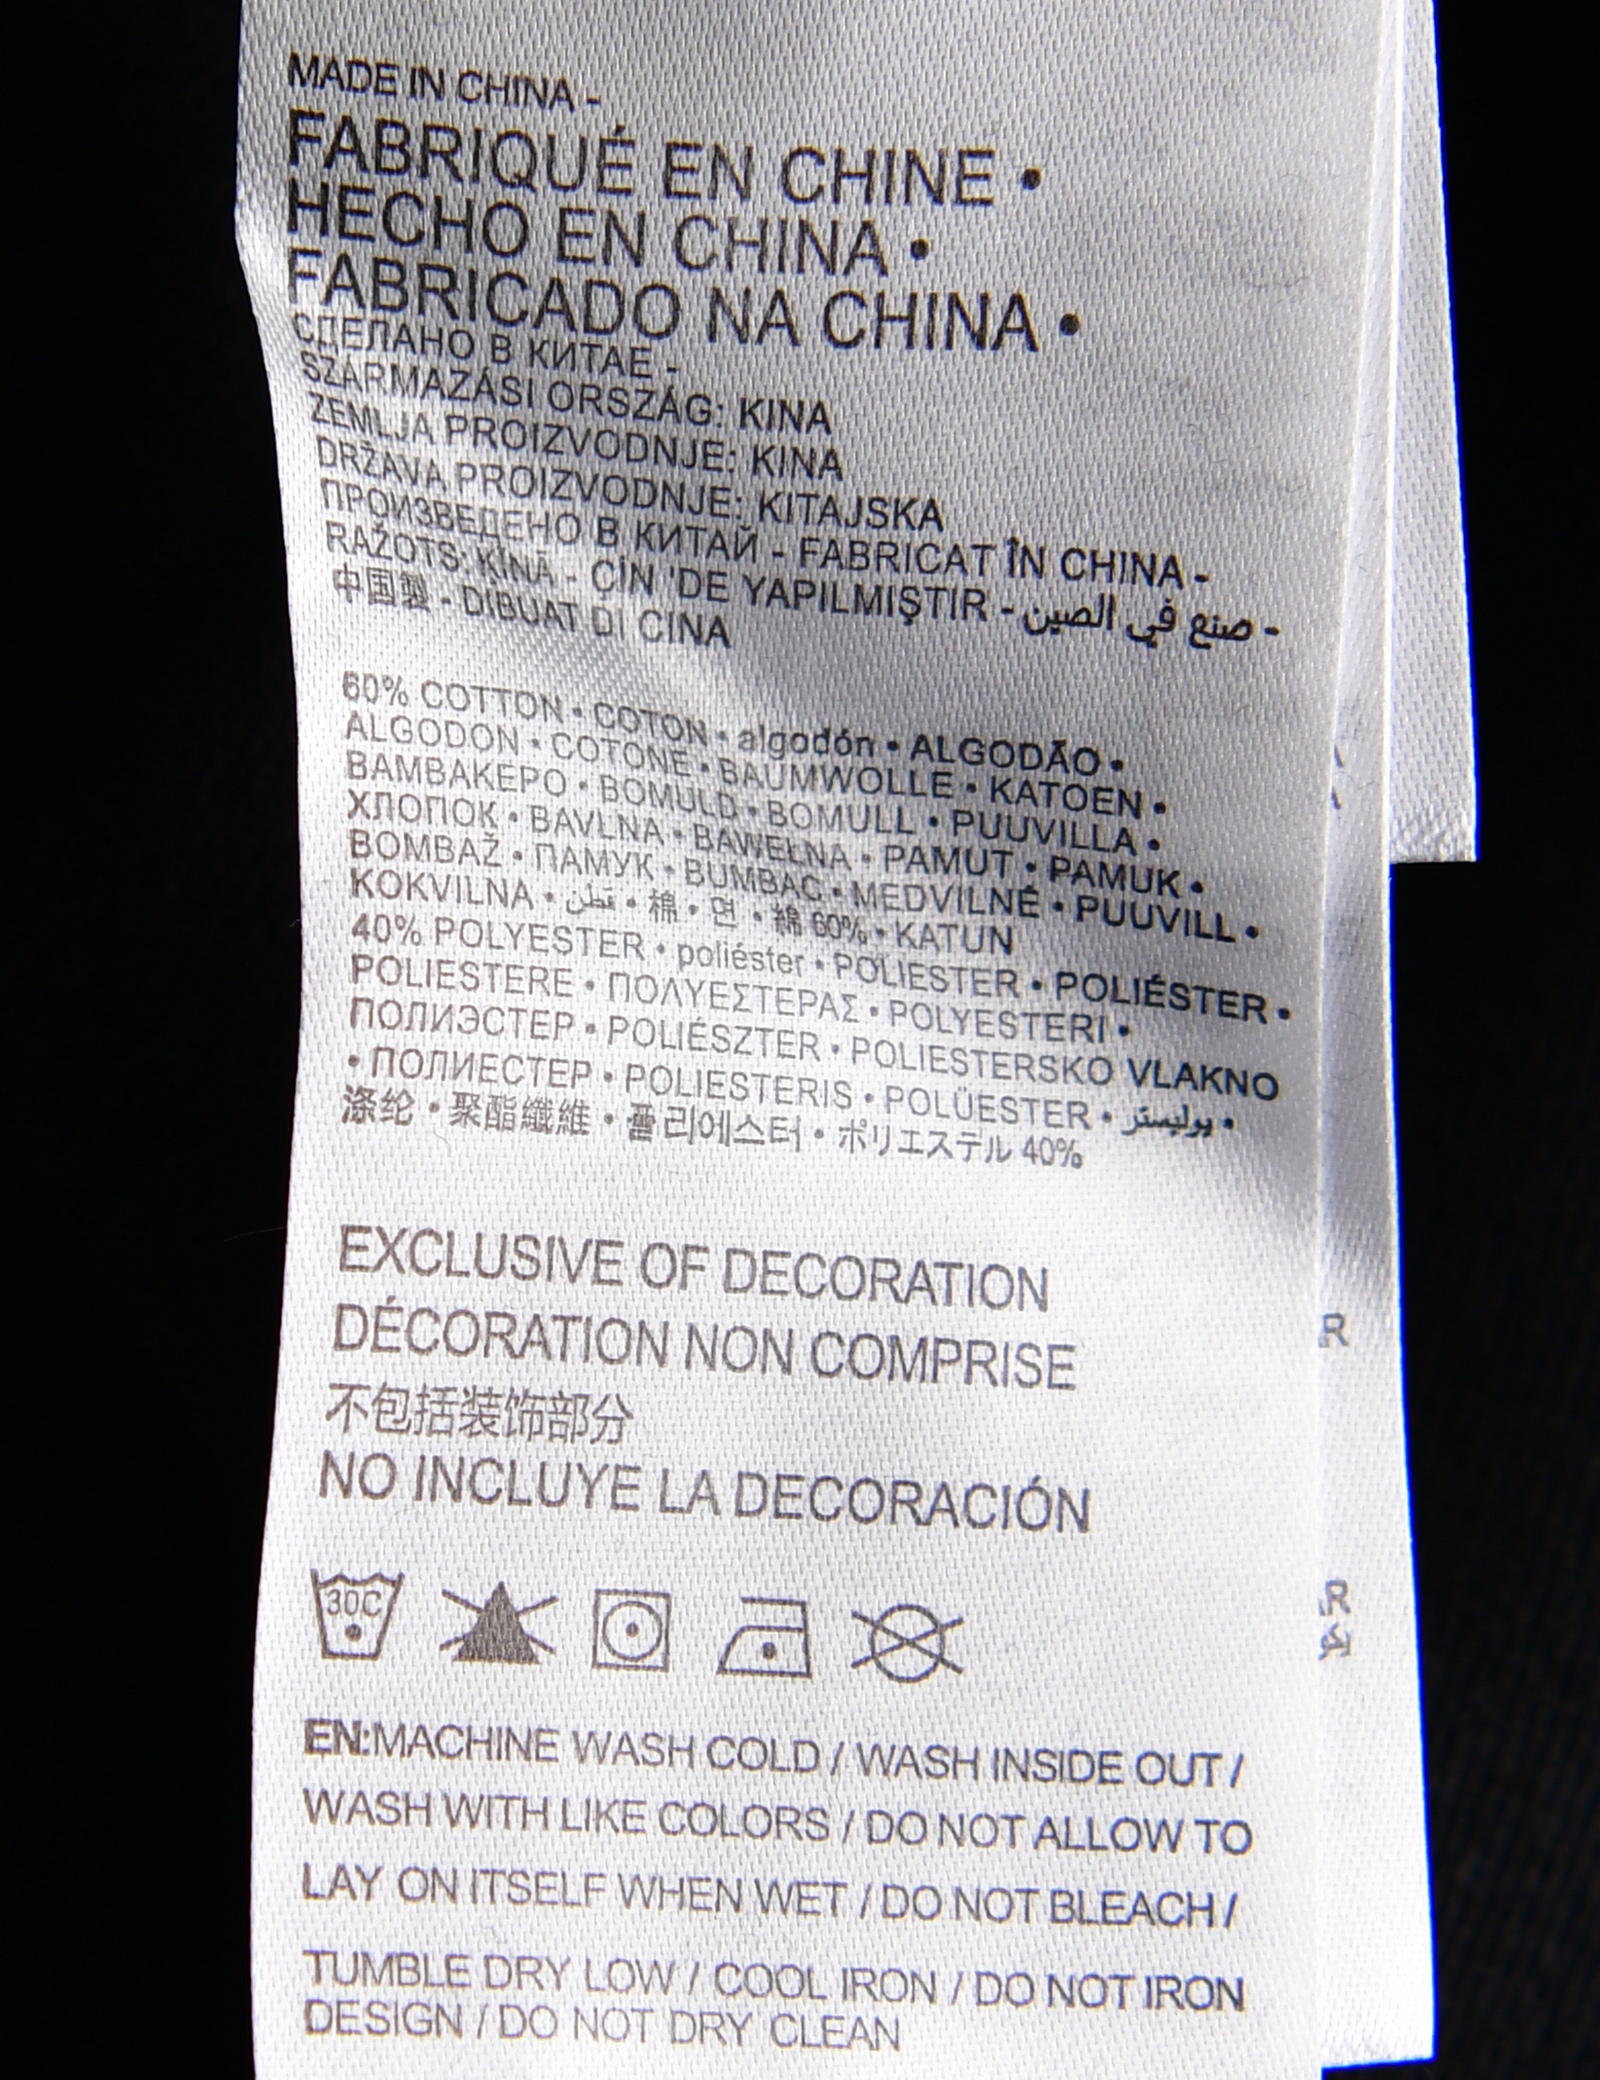 MADE IN CHINA -
FABRIQUÉ EN CHINE •
HECHO EN CHINA •
FABRICADO NA CHINA •
СДЕЛАНО В КИТАЕ -
SZÁRMAZÁSI ORSZÁG: KINA
ZEMLJA PROIZVODNJE: KINA
DRŽAVA PROIZVODNJE: KITAJSKA
ПРОИЗВЕДЕНО В КИТАЙ - FABRICAT ÎN CHINA -
RAŽOTS: ĶĪNĀ - ÇİN 'DE YAPILMIŞTIR - صنع في الصين -
中国製 - DIBUAT DI CINA
60% COTTON • COTON • algodón • ALGODÃO •
ALGODON • COTONE • BAUMWOLLE • KATOEN •
BAMBAKEPO • BOMULD • BOMULL • PUUVILLA •
ХЛОПОК • BAVLNA • BAWEŁNA • PAMUT • PAMUK •
BOMBAŽ • ПАМУК • BUMBAC • MEDVILNĖ • PUUVILL •
KOKVILNA • قطن • 棉 • 면 • 綿 60% • KATUN
40% POLYESTER • poliéster • POLIESTER • POLIÉSTER •
POLIESTERE • ΠΟΛΥΕΣΤΕΡΑΣ • POLYESTERI •
ПОЛИЭСТЕР • POLIÉSZTER • POLIESTERSKO VLAKNO
• ПОЛИЕСТЕР • POLIESTERIS • POLÜESTER • بوليستر •
涤纶 • 聚酯纖維 • 폴리에스터 • ポリエステル 40%
EXCLUSIVE OF DECORATION
DÉCORATION NON COMPRISE
不包括装饰部分
NO INCLUYE LA DECORACIÓN
30C
EN:MACHINE WASH COLD / WASH INSIDE OUT /
WASH WITH LIKE COLORS / DO NOT ALLOW TO
LAY ON ITSELF WHEN WET / DO NOT BLEACH /
TUMBLE DRY LOW / COOL IRON / DO NOT IRON
DESIGN / DO NOT DRY CLEAN
R
R